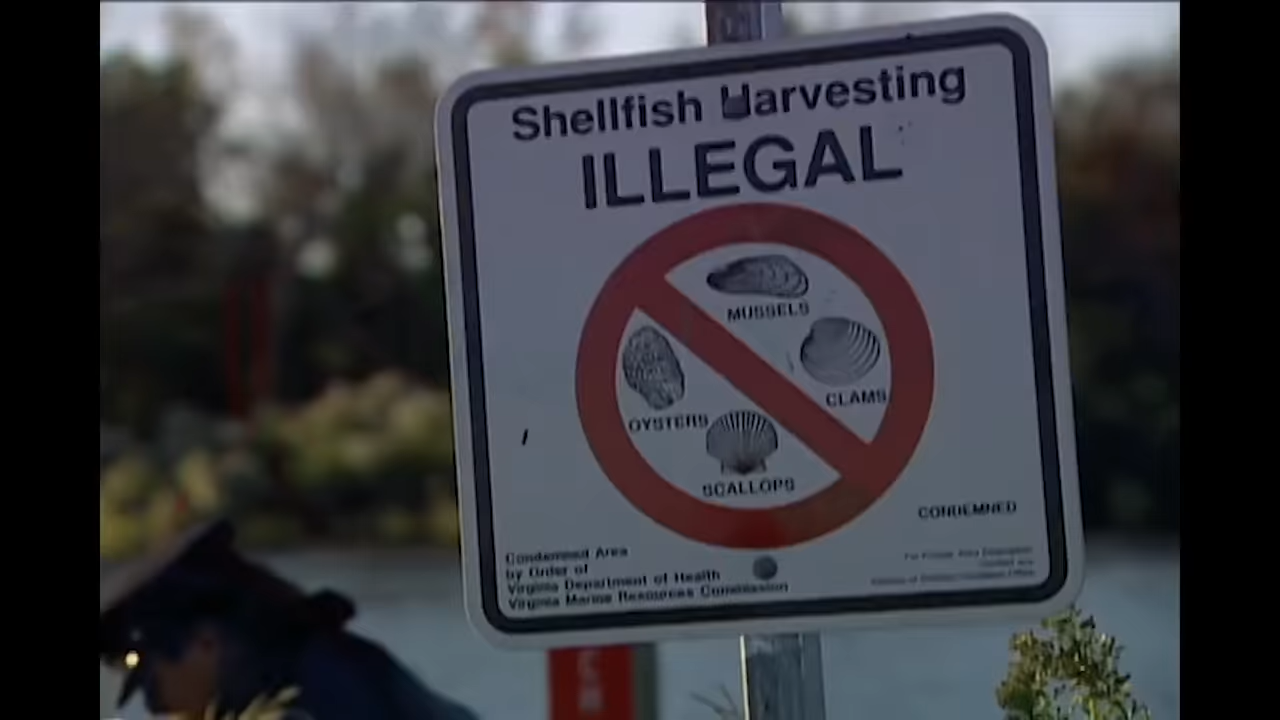 Shellfish Harvesting
ILLEGAL
MUSSELS
CLAMS
OYSTERS
SCALLOPS
CONDEMNED
Condemned Area
by Order of
Virginia Department of Health
Virginia Marine Resources Commission